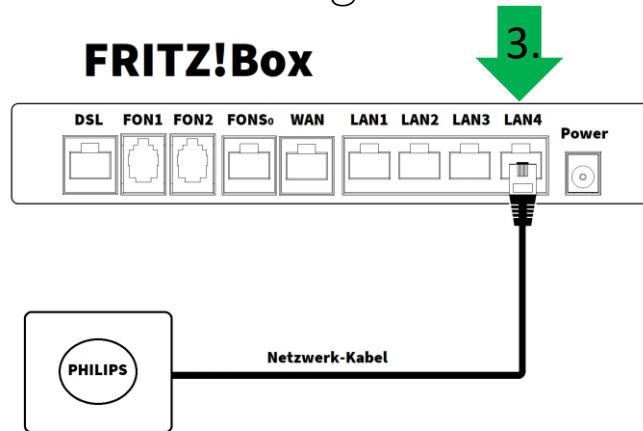 3.
FRITZ!Box
DSL FON1 FON2 FONS₀ WAN LAN1 LAN2 LAN3 LAN4 Power
PHILIPS
Netzwerk-Kabel